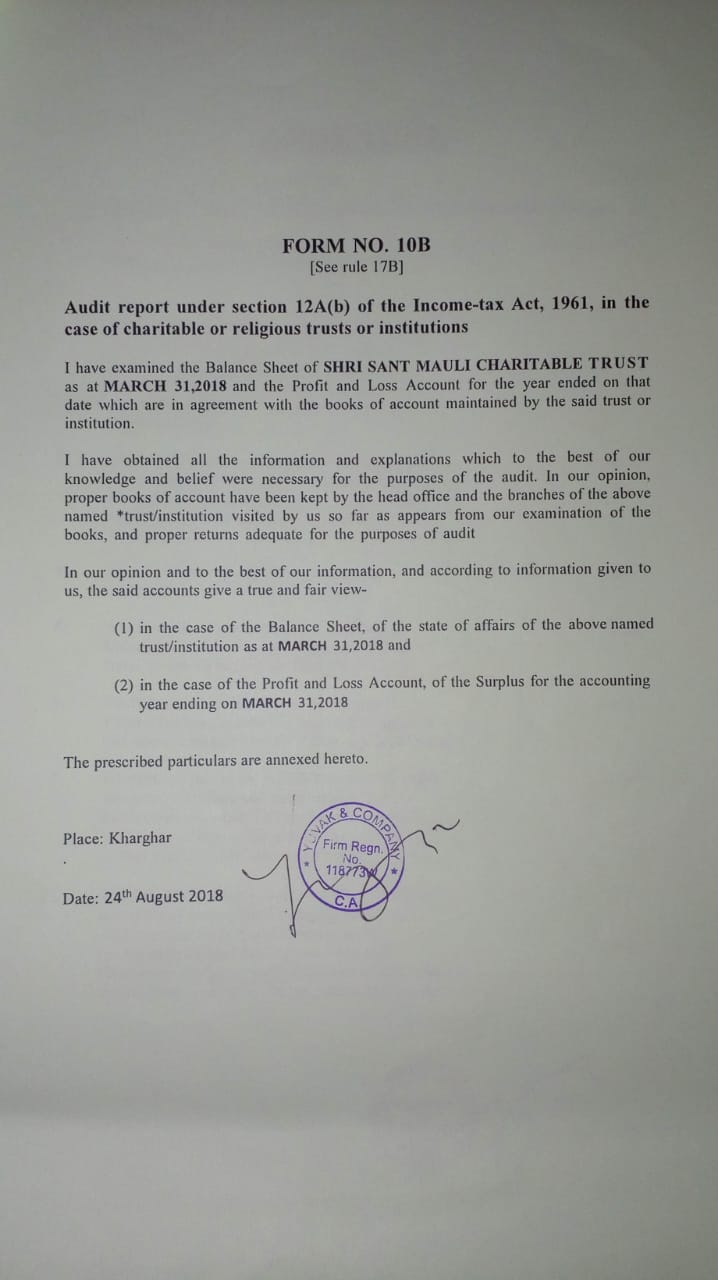 FORM NO. 10B
[See rule 17B]
Audit report under section 12A(b) of the Income-tax Act, 1961, in the
case of charitable or religious trusts or institutions
I have examined the Balance Sheet of SHRI SANT MAULI CHARITABLE TRUST
as at MARCH 31,2018 and the Profit and Loss Account for the year ended on that
date which are in agreement with the books of account maintained by the said trust or
institution.
I have obtained all the information and explanations which to the best of our
knowledge and belief were necessary for the purposes of the audit. In our opinion,
proper books of account have been kept by the head office and the branches of the above
named *trust/institution visited by us so far as appears from our examination of the
books, and proper returns adequate for the purposes of audit
In our opinion and to the best of our information, and according to information given to
us, the said accounts give a true and fair view-
(1) in the case of the Balance Sheet, of the state of affairs of the above named
trust/institution as at MARCH 31,2018 and
(2) in the case of the Profit and Loss Account, of the Surplus for the accounting
year ending on MARCH 31,2018
The prescribed particulars are annexed hereto.
& COMPANY
Firm Regn.
No.
118773W
C.A.
Place: Kharghar
Date: 24th August 2018